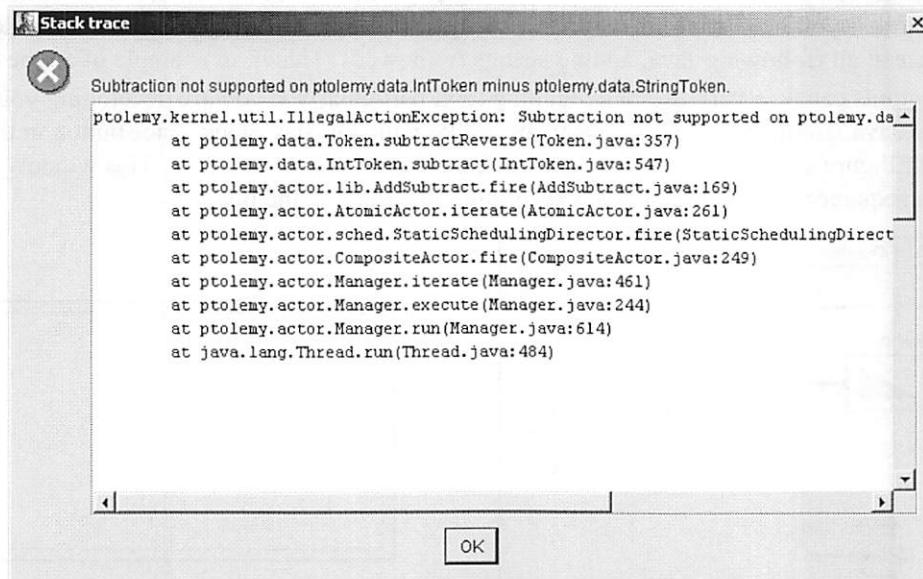 Stack trace
Subtraction not supported on ptolemy.data.IntToken minus ptolemy.data.StringToken.
ptolemy.kernel.util.IllegalActionException: Subtraction not supported on ptolemy.da
at ptolemy.data.Token.subtractReverse(Token.java:357)
at ptolemy.data.IntToken.subtract(IntToken.java:547)
at ptolemy.actor.lib.AddSubtract.fire(AddSubtract.java:169)
at ptolemy.actor.AtomicActor.iterate(AtomicActor.java:261)
at ptolemy.actor.sched.StaticSchedulingDirector.fire(StaticSchedulingDirect
at ptolemy.actor.CompositeActor.fire(CompositeActor.java:249)
at ptolemy.actor.Manager.iterate(Manager.java:461)
at ptolemy.actor.Manager.execute(Manager.java:244)
at ptolemy.actor.Manager.run(Manager.java:614)
at java.lang.Thread.run(Thread.java:484)
OK